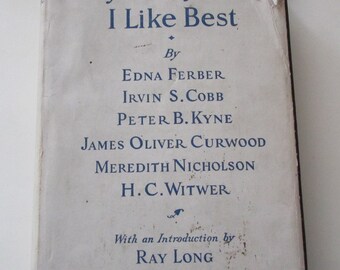 I Like Best
By
EDNA FERBER
IRVIN S. COBB
PETER B. KYNE
JAMES OLIVER CURWOOD
MEREDITH NICHOLSON
H. C. WITWER
With an Introduction by
RAY LONG